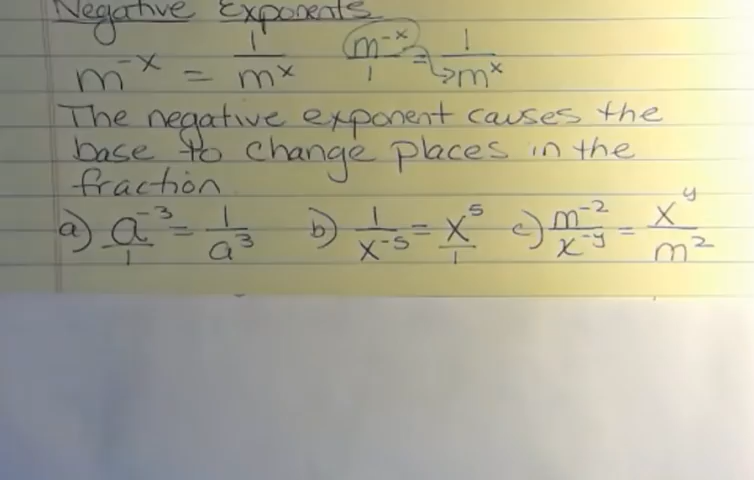 Negative Exponents
m^-x = 1/m^x   m^-x/1 = 1/m^x
The negative exponent causes the
base to change places in the
fraction
a) a^-3/1 = 1/a^3   b) 1/x^-5 = x^5/1   c) m^-2/x^-y = x^y/m^2